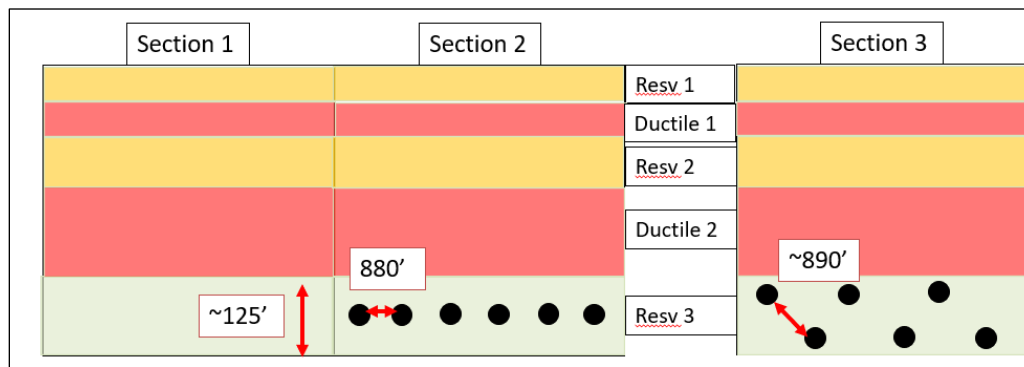 Section 1
Section 2
Section 3
Resv 1
Ductile 1
Resv 2
Ductile 2
880’
~890’
~125’
Resv 3